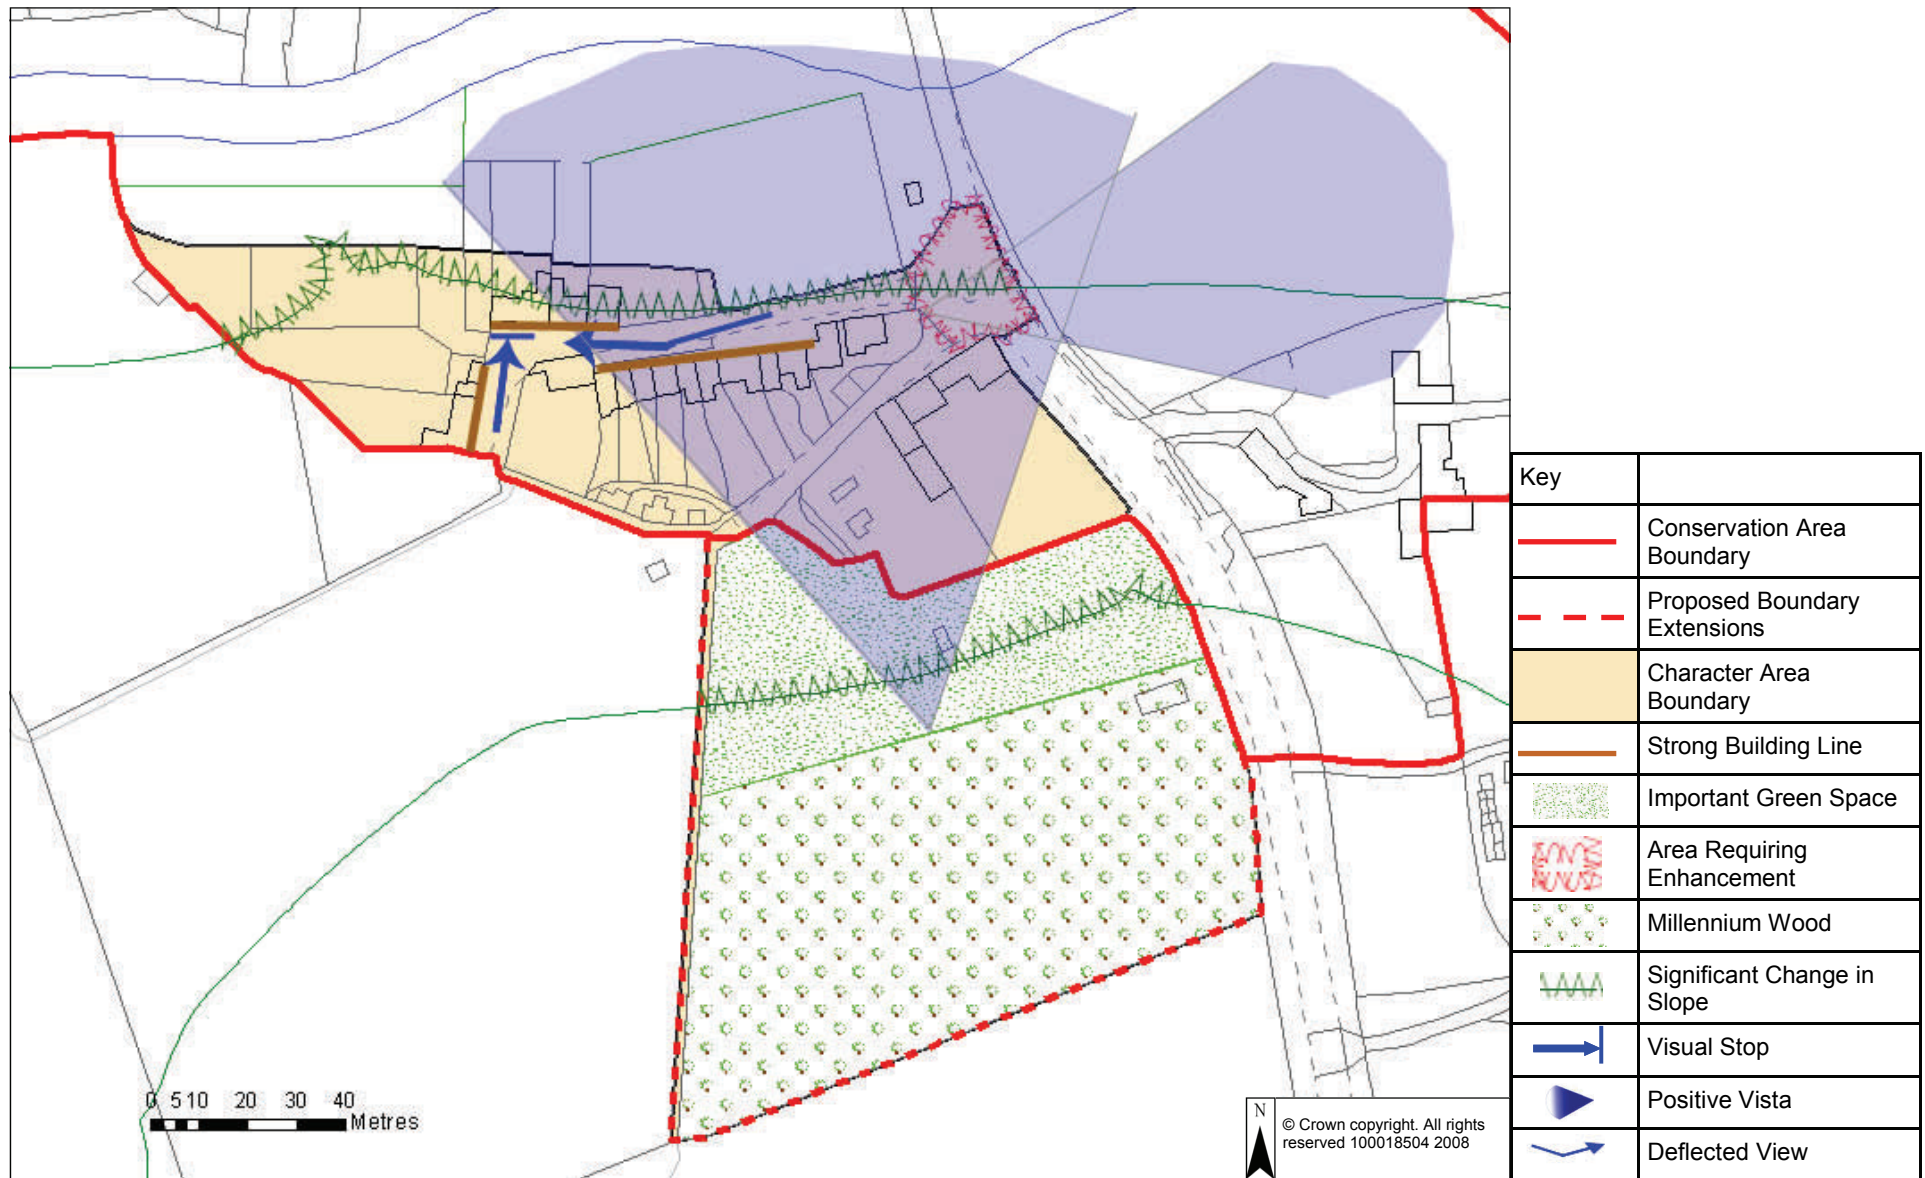 Key
Conservation Area
Boundary
Proposed Boundary
Extensions
Character Area
Boundary
Strong Building Line
Important Green Space
Area Requiring
Enhancement
Millennium Wood
Significant Change in
Slope
Visual Stop
Positive Vista
Deflected View
0 5 10 20 30 40
Metres
N
© Crown copyright. All rights
reserved 100018504 2008